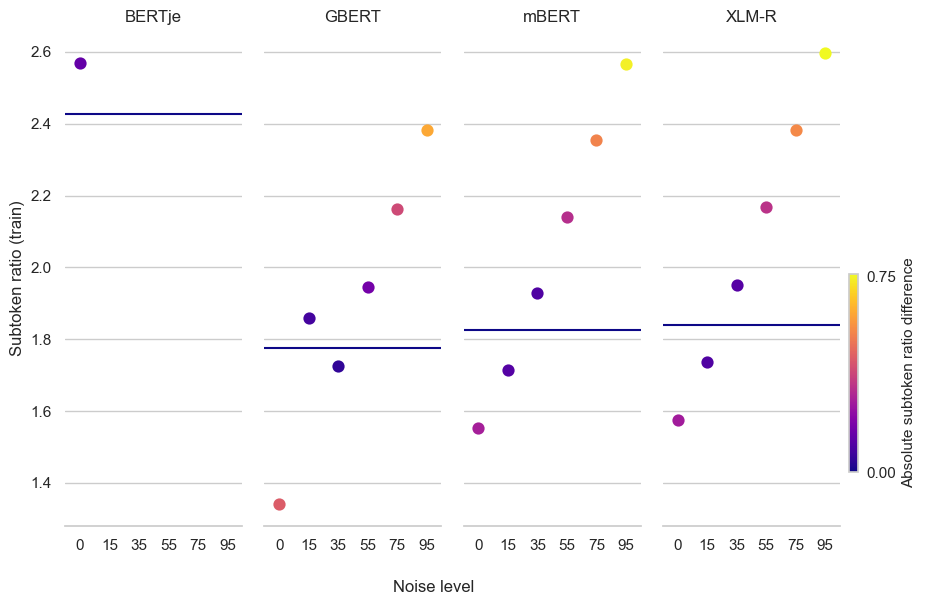 BERTje GBERT mBERT XLM-R
Subtoken ratio (train)
2.6
2.4
2.2
2.0
1.8
1.6
1.4
0 15 35 55 75 95 0 15 35 55 75 95 0 15 35 55 75 95 0 15 35 55 75 95
Noise level
0.75
0.00
Absolute subtoken ratio difference